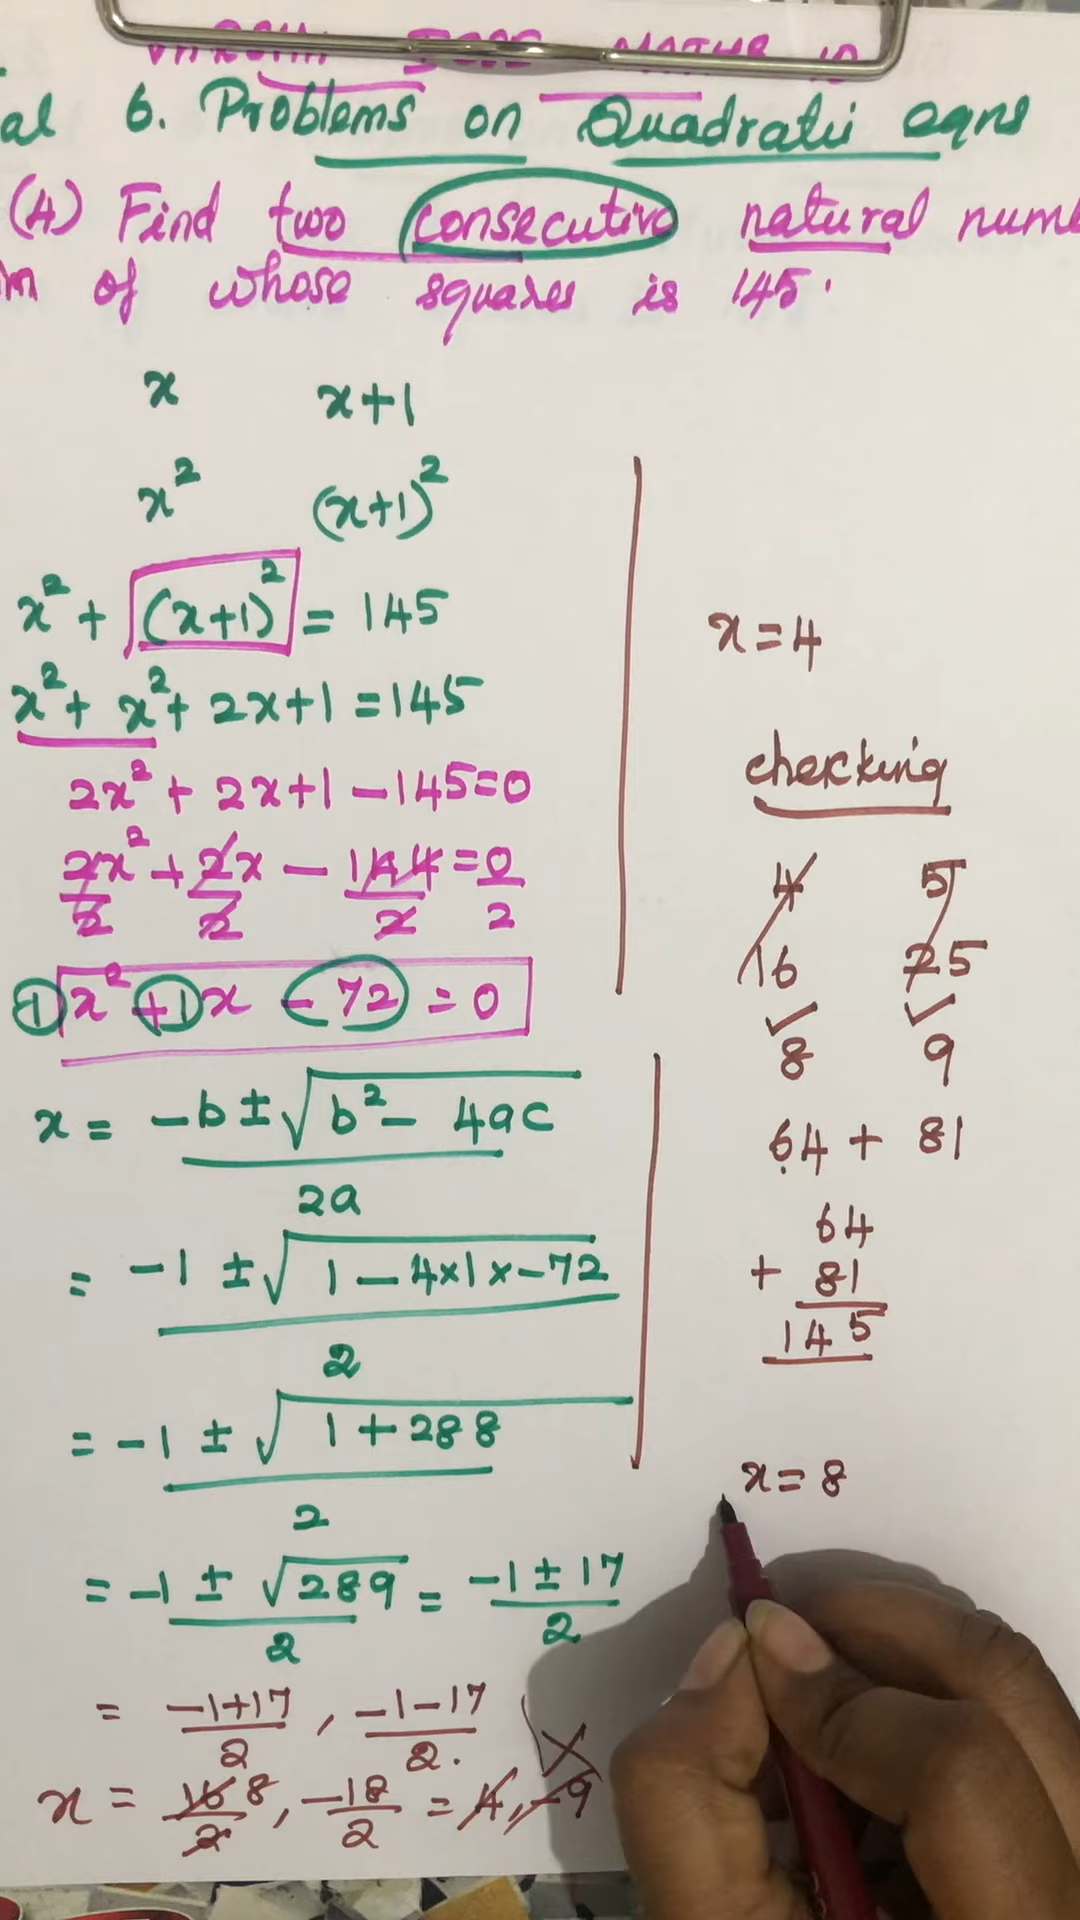 al 6. Problems on Quadratic eqns
(4) Find two consecutive natural num
m of whose squares is 145.
x x+1
x² (x+1)²
x² + (x+1)² = 145
x² + x² + 2x+1 = 145
2x² + 2x+1 - 145=0
2x²/2 + 2x/2 - 144/2 = 0/2
1 x² +1 x - 72 = 0
x = (-b ± √(b² - 4ac))/2a
= (-1 ± √(1 - 4x1x-72))/2
= (-1 ± √(1+288))/2
= (-1 ± √289)/2 = (-1 ± 17)/2
= (-1+17)/2 , (-1-17)/2.
x = 16/2 8, -18/2 = 4, -9
x=4
checking
4 5
16 25
8 9
64 + 81
64
+ 81
145
x = 8